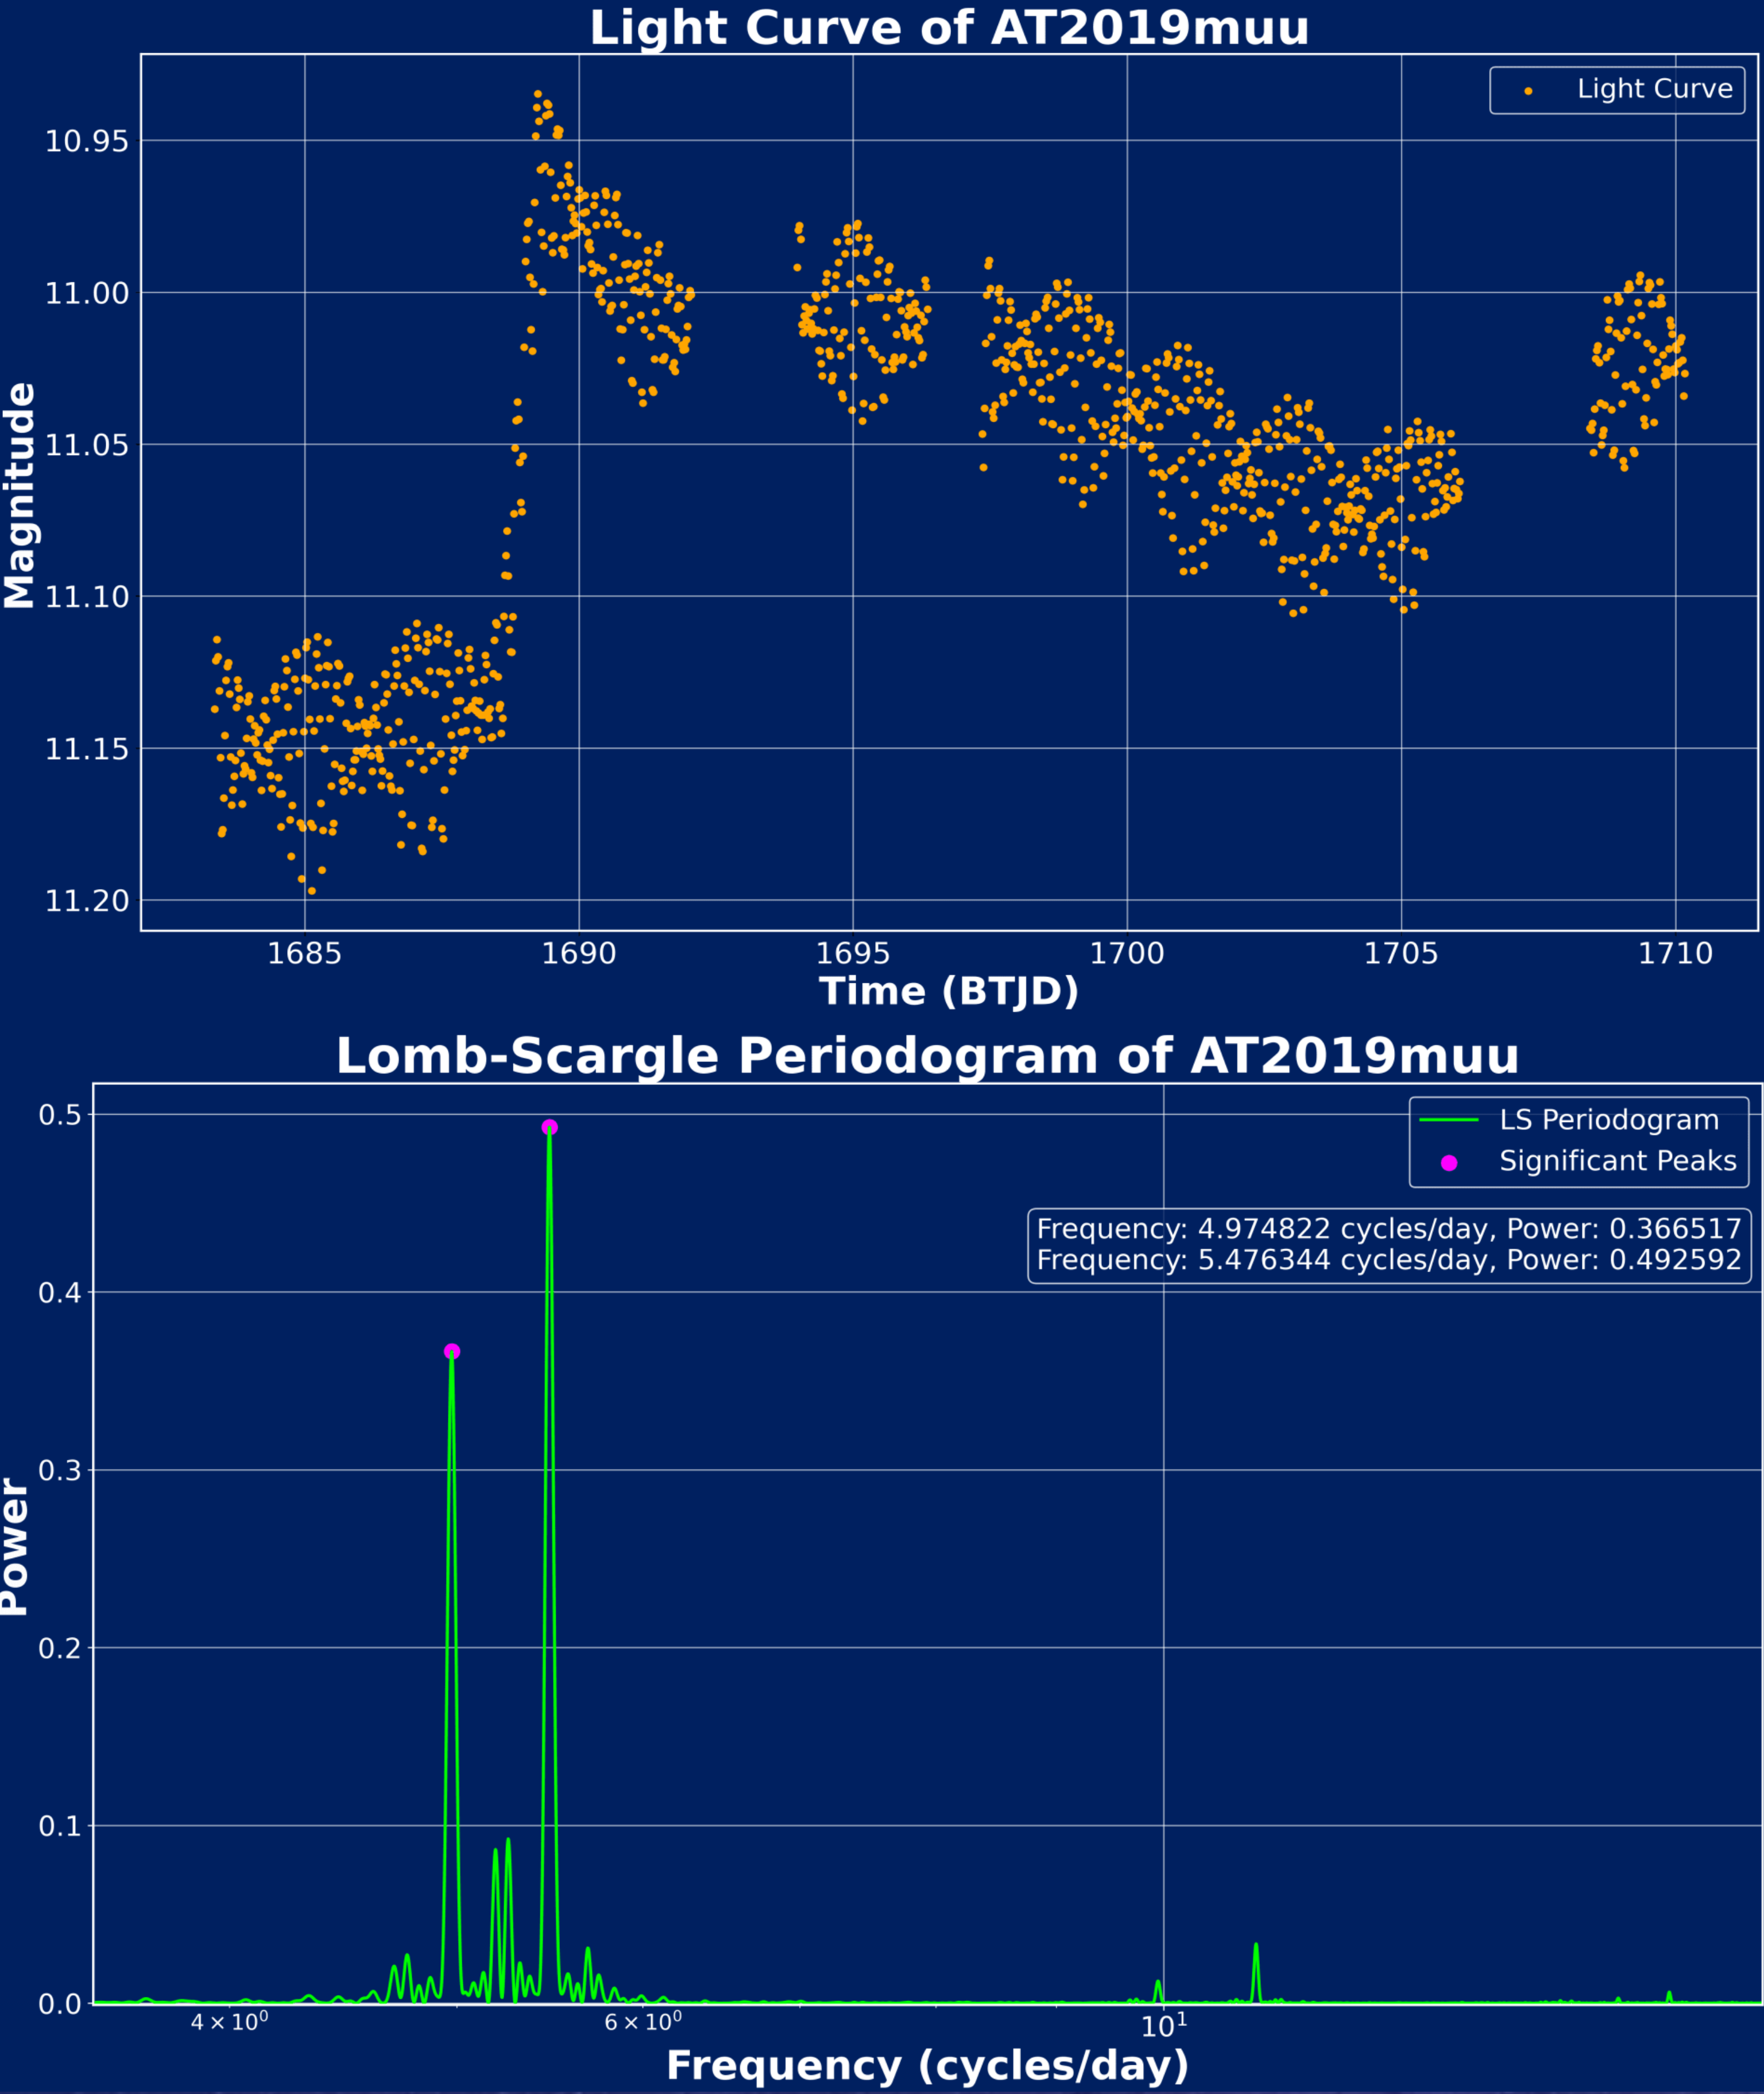 Light Curve of AT2019muu
Light Curve
10.95
11.00
11.05
11.10
11.15
11.20
Magnitude
1685 1690 1695 1700 1705 1710
Time (BTJD)
Lomb-Scargle Periodogram of AT2019muu
LS Periodogram
Significant Peaks
Frequency: 4.974822 cycles/day, Power: 0.366517
Frequency: 5.476344 cycles/day, Power: 0.492592
0.5
0.4
0.3
0.2
0.1
0.0
Power
4 × 10⁰ 6 × 10⁰ 10¹
Frequency (cycles/day)